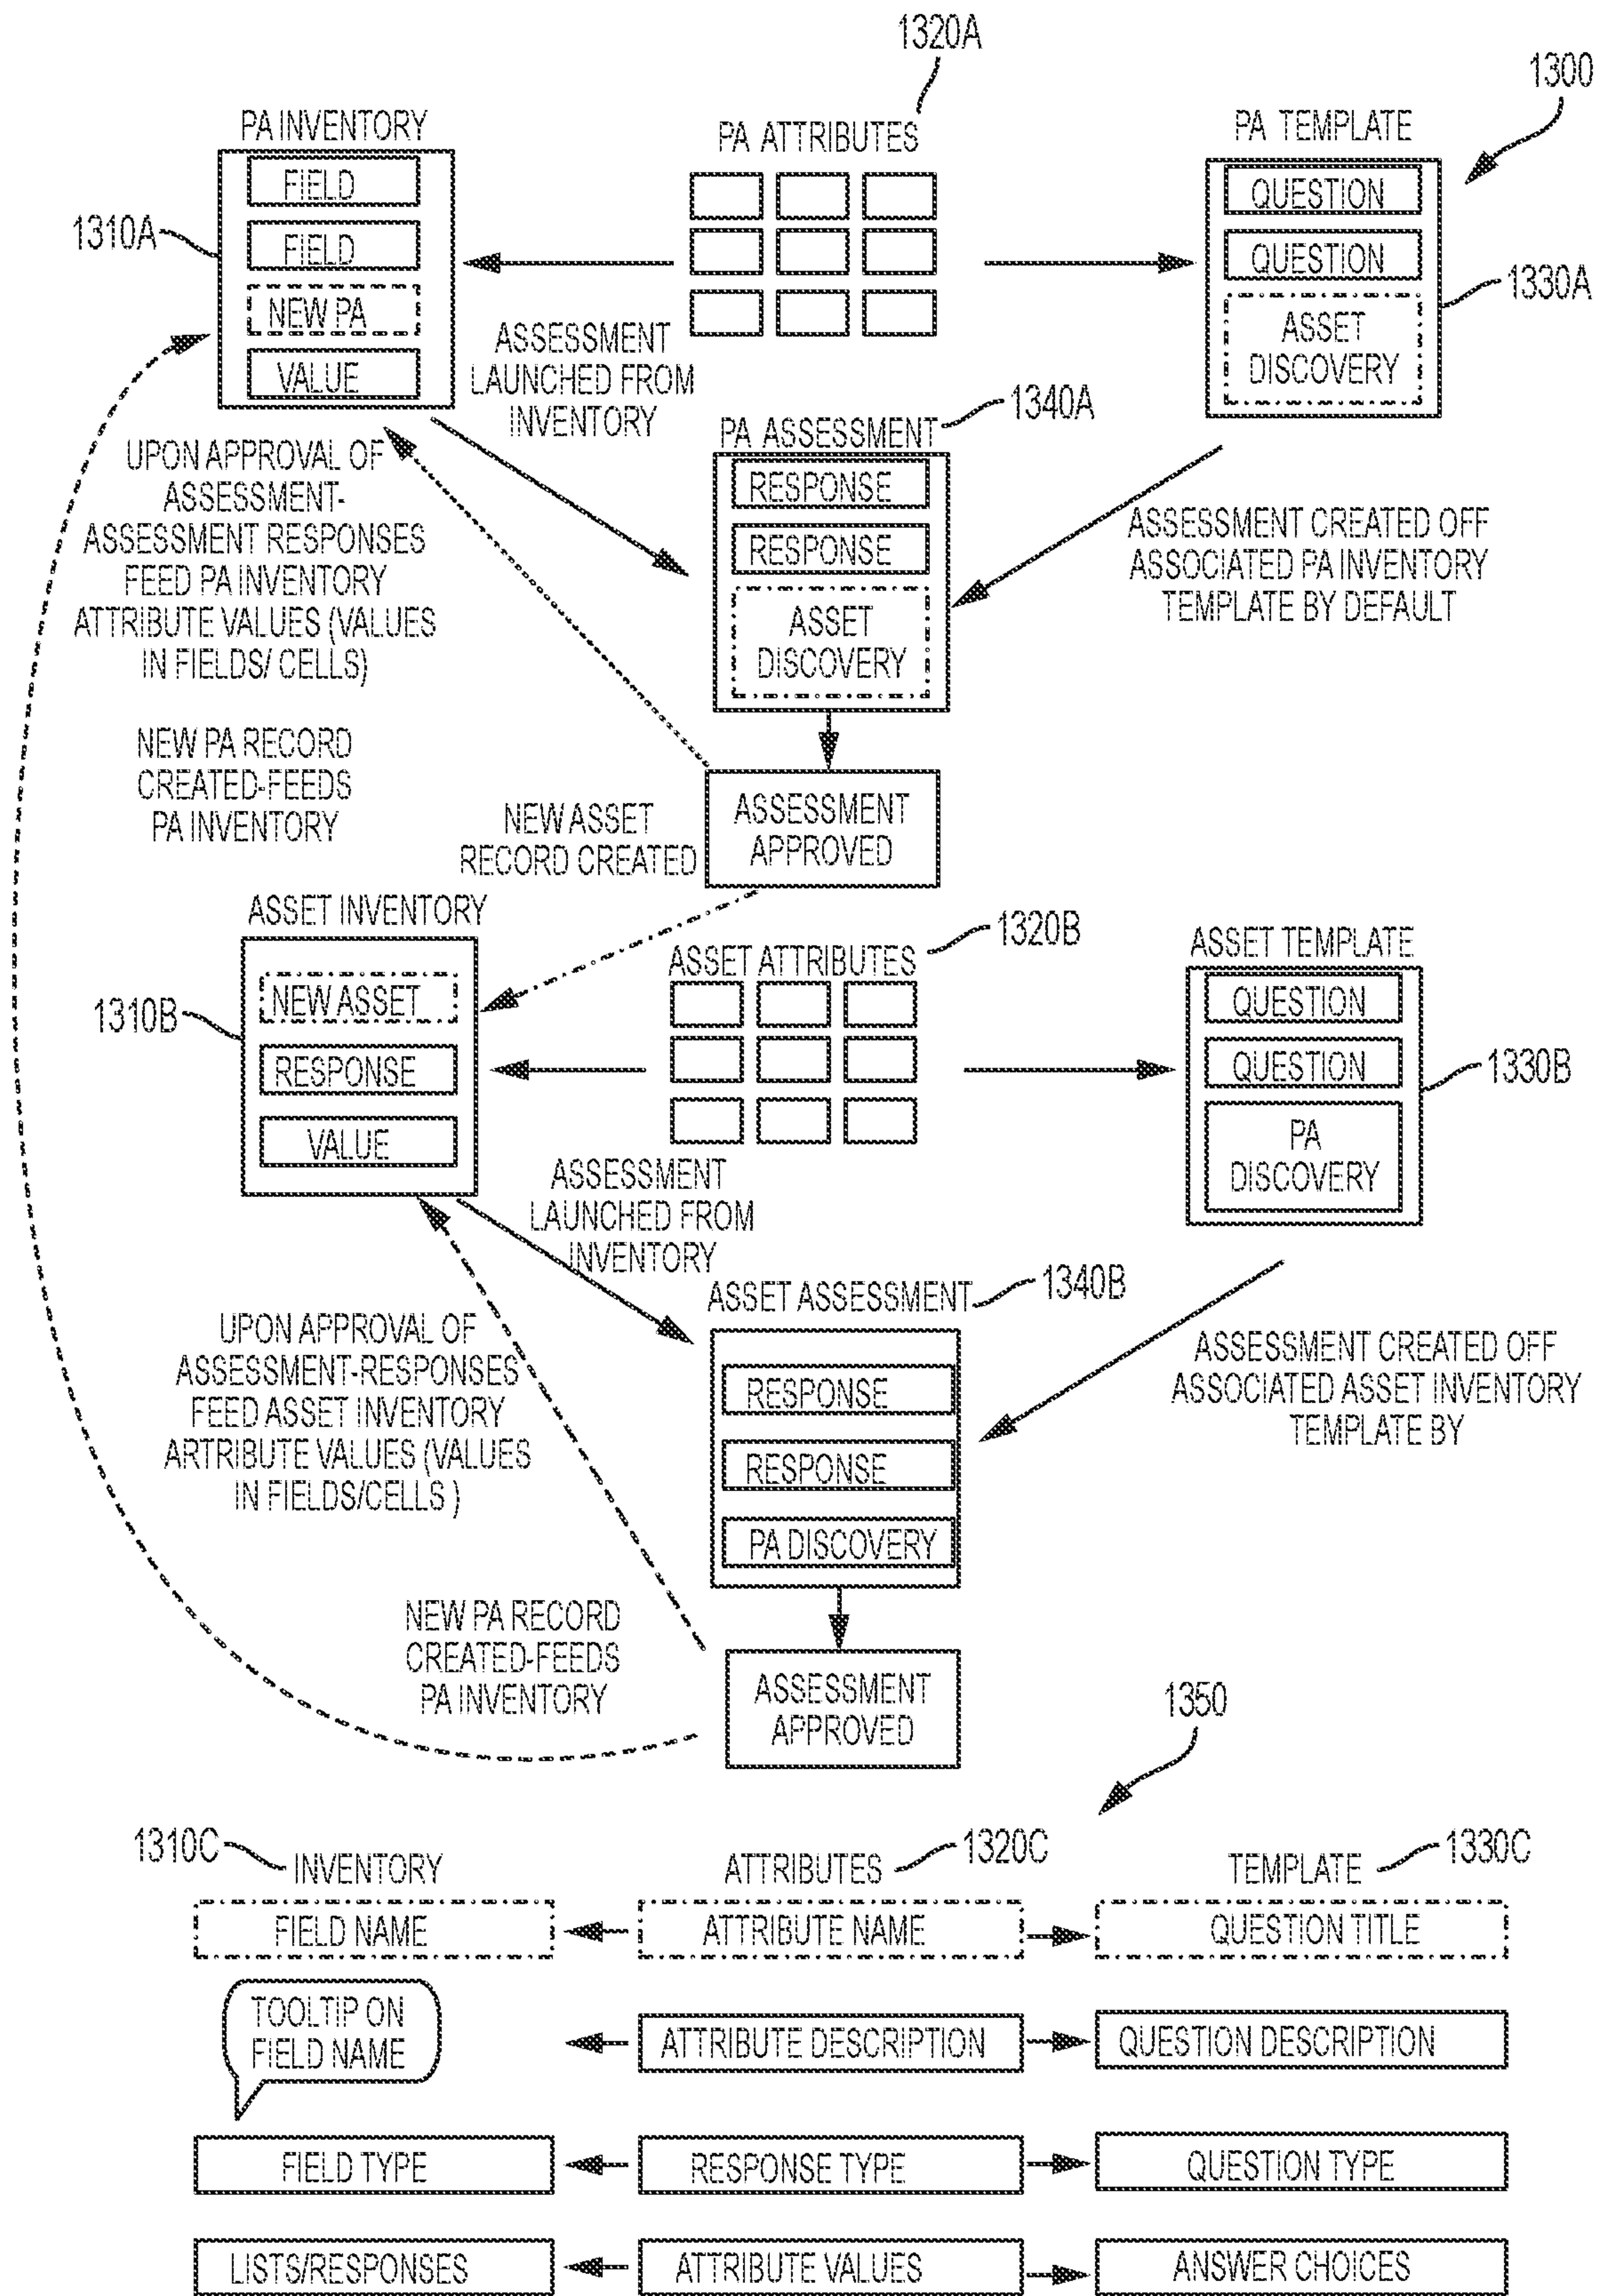 1320A
1300
PA INVENTORY
PA ATTRIBUTES
PA TEMPLATE
FIELD
QUESTION
1310A
FIELD
QUESTION
1330A
NEW PA
ASSET
DISCOVERY
VALUE
ASSESSMENT
LAUNCHED FROM
INVENTORY
1340A
PA ASSESSMENT
UPON APPROVAL OF
ASSESSMENT-
ASSESSMENT RESPONSES
FEED PA INVENTORY
ATTRIBUTE VALUES (VALUES
IN FIELDS/ CELLS)
RESPONSE
RESPONSE
ASSET
DISCOVERY
ASSESSMENT CREATED OFF
ASSOCIATED PA INVENTORY
TEMPLATE BY DEFAULT
NEW PA RECORD
CREATED-FEEDS
PA INVENTORY
NEW ASSET
RECORD CREATED
ASSESSMENT
APPROVED
ASSET INVENTORY
ASSET ATTRIBUTES
1320B
ASSET TEMPLATE
NEW ASSET
QUESTION
1310B
RESPONSE
QUESTION
1330B
VALUE
PA
DISCOVERY
ASSESSMENT
LAUNCHED FROM
INVENTORY
ASSET ASSESSMENT
1340B
UPON APPROVAL OF
ASSESSMENT-RESPONSES
FEED ASSET INVENTORY
ARTRIBUTE VALUES (VALUES
IN FIELDS/CELLS )
RESPONSE
RESPONSE
PA DISCOVERY
ASSESSMENT CREATED OFF
ASSOCIATED ASSET INVENTORY
TEMPLATE BY
NEW PA RECORD
CREATED-FEEDS
PA INVENTORY
ASSESSMENT
APPROVED
1350
1310C
INVENTORY
ATTRIBUTES
1320C
TEMPLATE
1330C
FIELD NAME
ATTRIBUTE NAME
QUESTION TITLE
TOOLTIP ON
FIELD NAME
ATTRIBUTE DESCRIPTION
QUESTION DESCRIPTION
FIELD TYPE
RESPONSE TYPE
QUESTION TYPE
LISTS/RESPONSES
ATTRIBUTE VALUES
ANSWER CHOICES